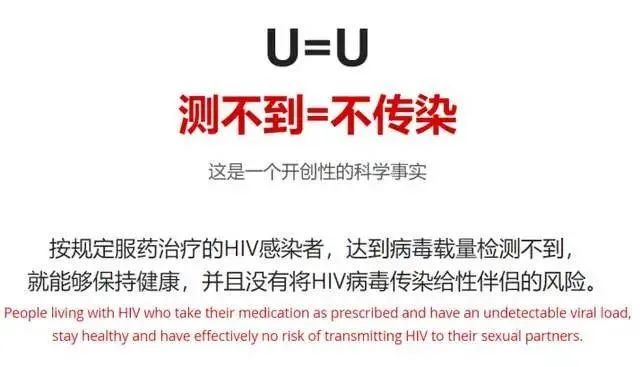 U=U
测不到=不传染
这是一个开创性的科学事实
按规定服药治疗的HIV感染者，达到病毒载量检测不到，
就能够保持健康，并且没有将HIV病毒传染给性伴侣的风险。
People living with HIV who take their medication as prescribed and have an undetectable viral load,
stay healthy and have effectively no risk of transmitting HIV to their sexual partners.